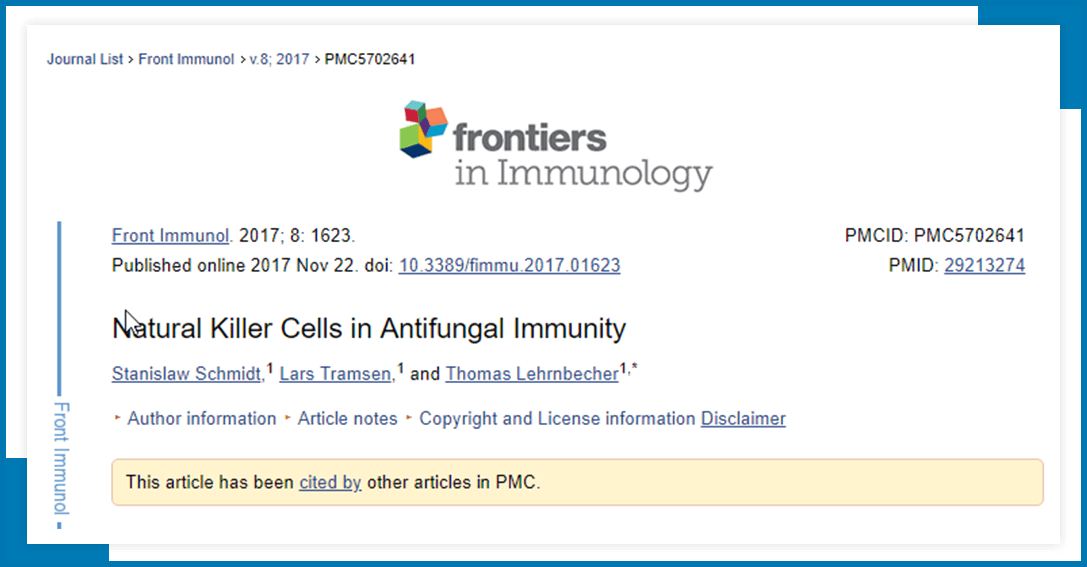 Journal List > Front Immunol > v.8; 2017 > PMC5702641
frontiers
in Immunology
Front Immunol. 2017; 8: 1623.
PMCID: PMC5702641
Published online 2017 Nov 22. doi: 10.3389/fimmu.2017.01623
PMID: 29213274
Natural Killer Cells in Antifungal Immunity
Stanislaw Schmidt,1 Lars Tramsen,1 and Thomas Lehrnbecher1,*
Author information Article notes Copyright and License information Disclaimer
This article has been cited by other articles in PMC.
Front Immunol